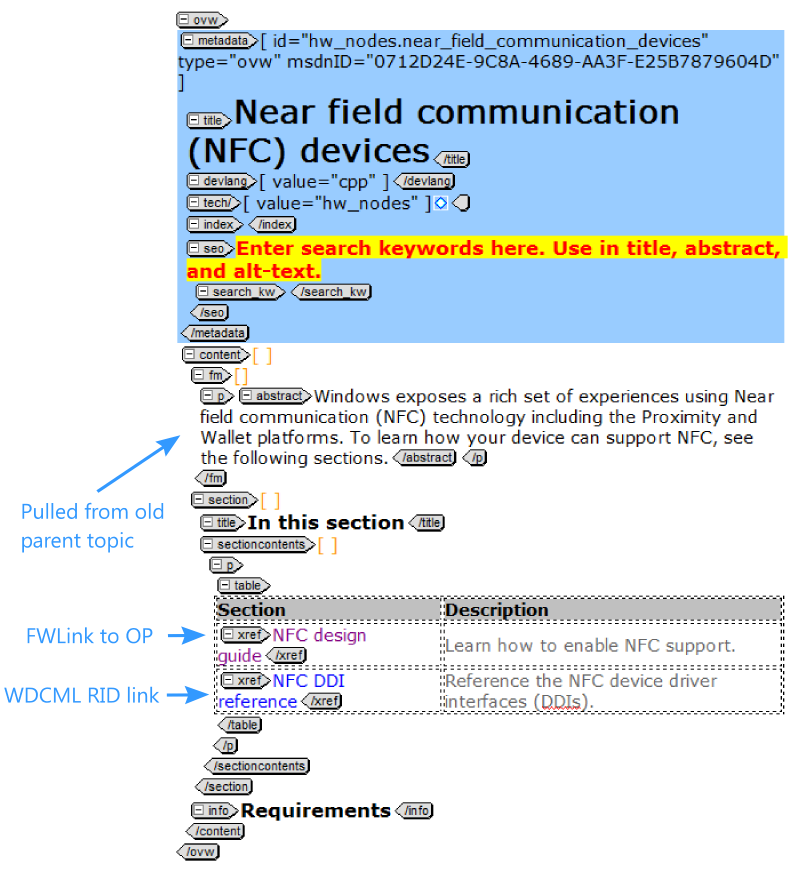 ovw
metadata [ id="hw_nodes.near_field_communication_devices"
type="ovw" msdnID="0712D24E-9C8A-4689-AA3F-E25B7879604D"
]
title Near field communication
(NFC) devices /title
devlang [ value="cpp" ] /devlang
tech/ [ value="hw_nodes" ]
index /index
seo Enter search keywords here. Use in title, abstract,
and alt-text.
search_kw /search_kw
/seo
/metadata
content [ ]
fm []
p abstract Windows exposes a rich set of experiences using Near
field communication (NFC) technology including the Proximity and
Wallet platforms. To learn how your device can support NFC, see
the following sections. /abstract /p
/fm
Pulled from old
parent topic
section [ ]
title In this section /title
sectioncontents [ ]
p
table
Section Description
FWLink to OP
xref NFC design
guide /xref
Learn how to enable NFC support.
WDCML RID link
xref NFC DDI
reference /xref
Reference the NFC device driver
interfaces (DDIs).
/table
/p
/sectioncontents
/section
info Requirements /info
/content
/ovw